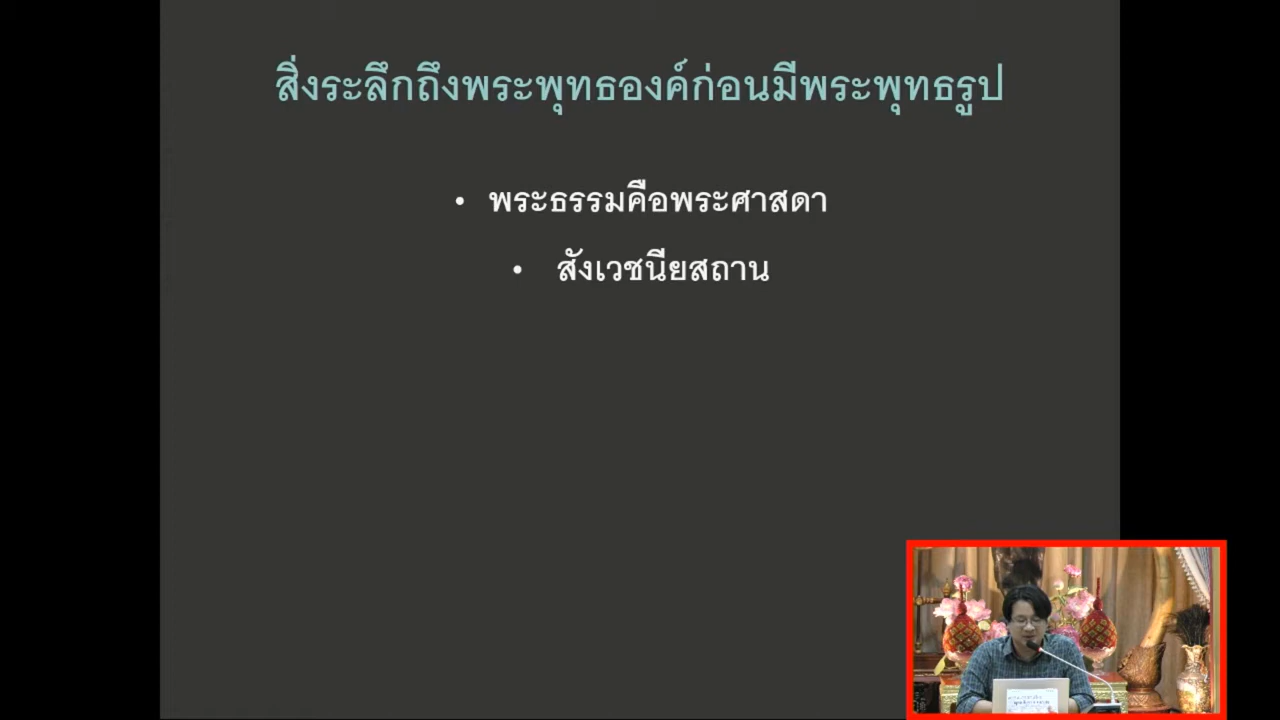 สิ่งระลึกถึงพระพุทธองค์ก่อนมีพระพุทธรูป
• พระธรรมคือพระศาสดา
• สังเวชนียสถาน